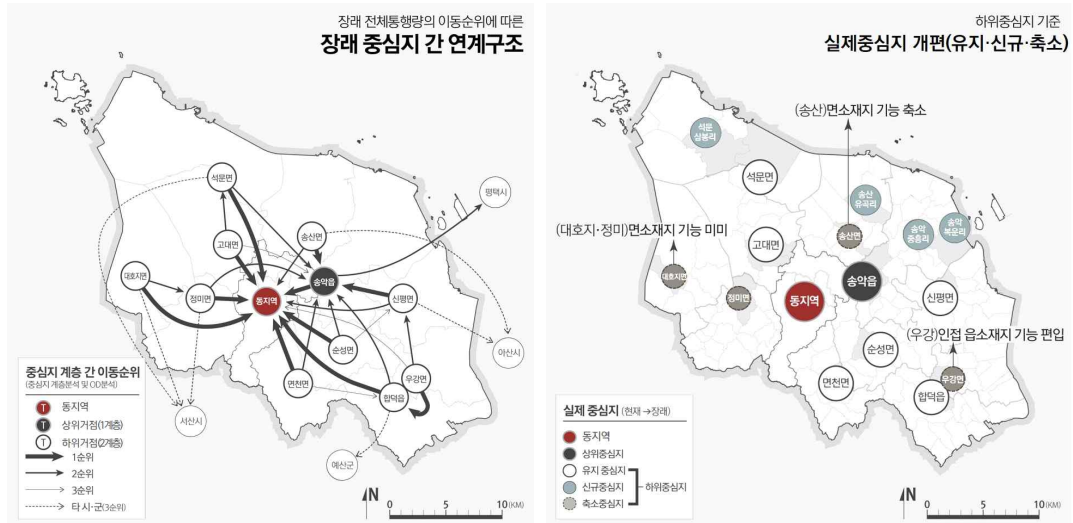 장래 전체통행량의 이동순위에 따른
장래 중심지 간 연계구조
석문면
평택시
고대면
송산면
대호지면
정미면
송악읍
동지역
신평면
아산시
순성면
면천면
우강면
합덕읍
서산시
예산군
중심지 계층 간 이동순위
(중심지 계층분석 및 OD분석)
T 동지역
T 상위거점(1계층)
T 하위거점(2계층)
1순위
2순위
3순위
타 시·군(3순위)
N
0 5 10(KM)
하위중심지 기준
실제중심지 개편(유지·신규·축소)
(송산)면소재지 기능 축소
석문
삼봉리
석문면
송산
유곡리
(대호지·정미)면소재지 기능 미미
고대면
송산면
송악
중흥리
송악
복운리
대호지면
정미면
동지역
송악읍
신평면
(우강)인접 읍소재지 기능 편입
순성면
면천면
우강면
합덕읍
실제 중심지 (현재→장래)
동지역
상위중심지
유지 중심지
신규중심지
하위중심지
축소중심지
N
0 5 10(KM)